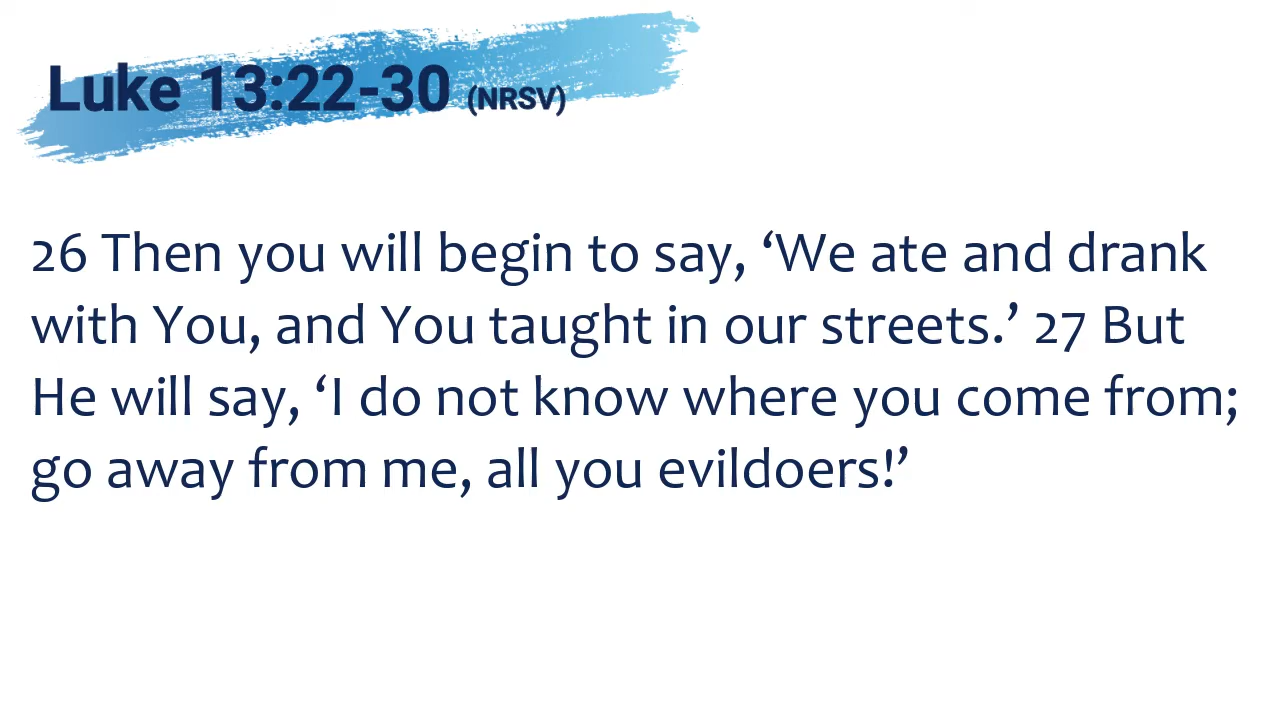 Luke 13:22-30 (NRSV)
26 Then you will begin to say, ‘We ate and drank
with You, and You taught in our streets.’ 27 But
He will say, ‘I do not know where you come from;
go away from me, all you evildoers!’